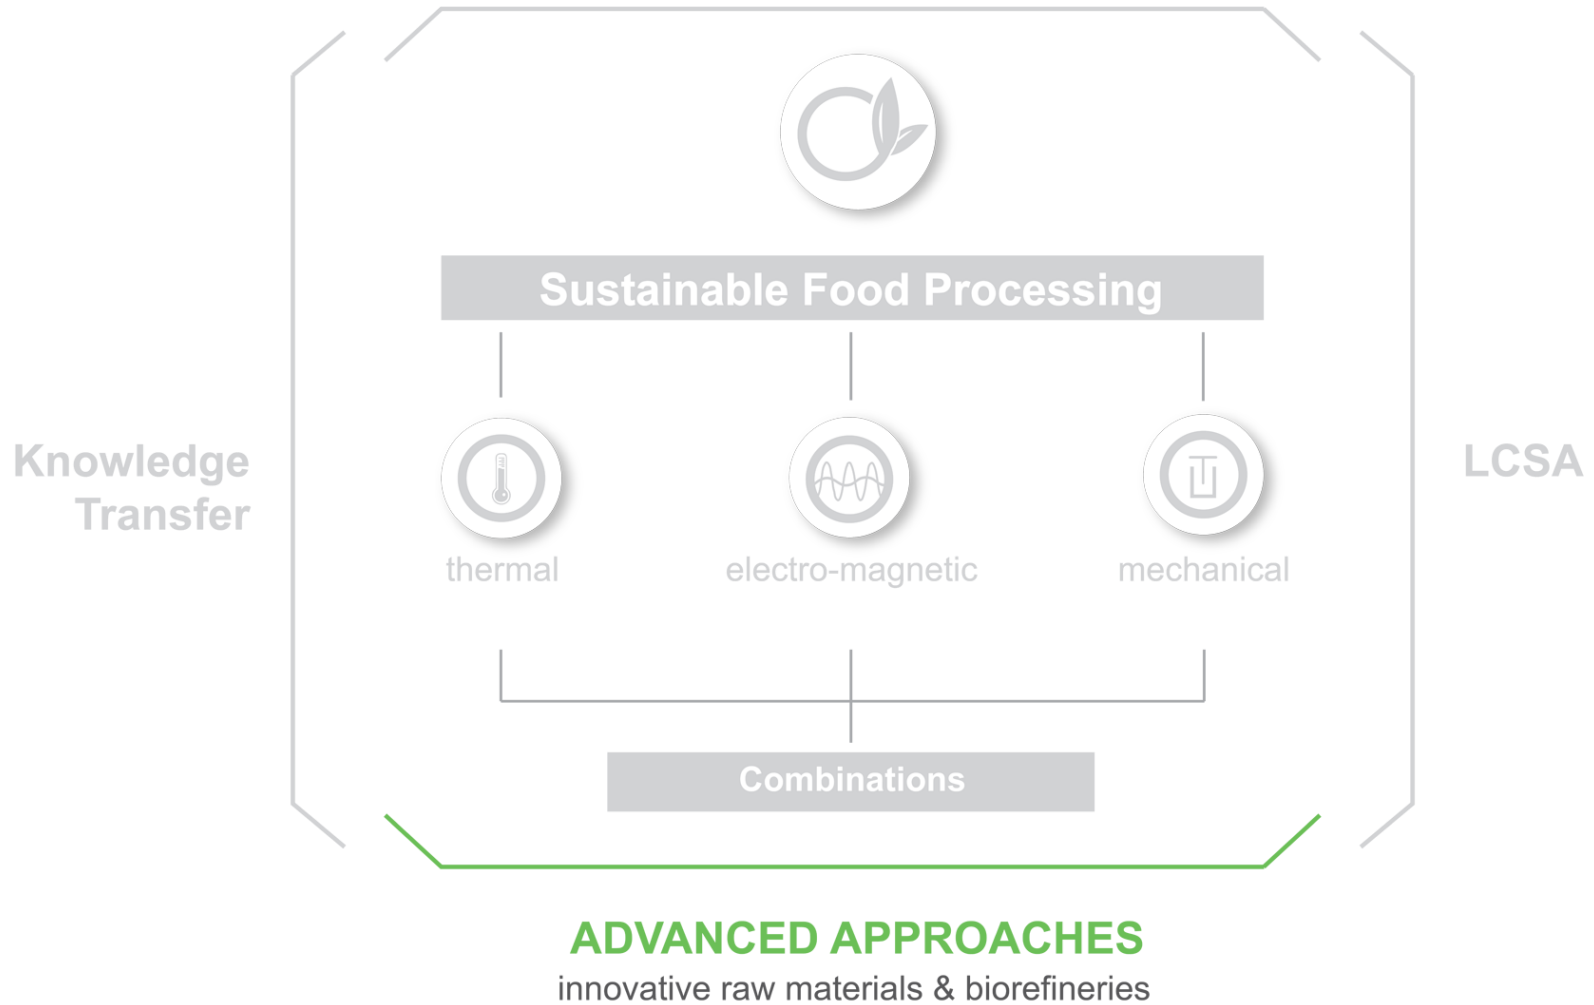 Sustainable Food Processing
Knowledge
Transfer
LCSA
thermal
electro-magnetic
mechanical
Combinations
ADVANCED APPROACHES
innovative raw materials & biorefineries